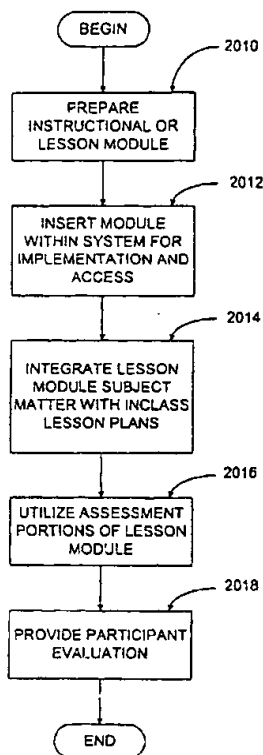 BEGIN
2010
PREPARE
INSTRUCTIONAL OR
LESSON MODULE
2012
INSERT MODULE
WITHIN SYSTEM FOR
IMPLEMENTATION AND
ACCESS
2014
INTEGRATE LESSON
MODULE SUBJECT
MATTER WITH INCLASS
LESSON PLANS
2016
UTILIZE ASSESSMENT
PORTIONS OF LESSON
MODULE
2018
PROVIDE PARTICIPANT
EVALUATION
END